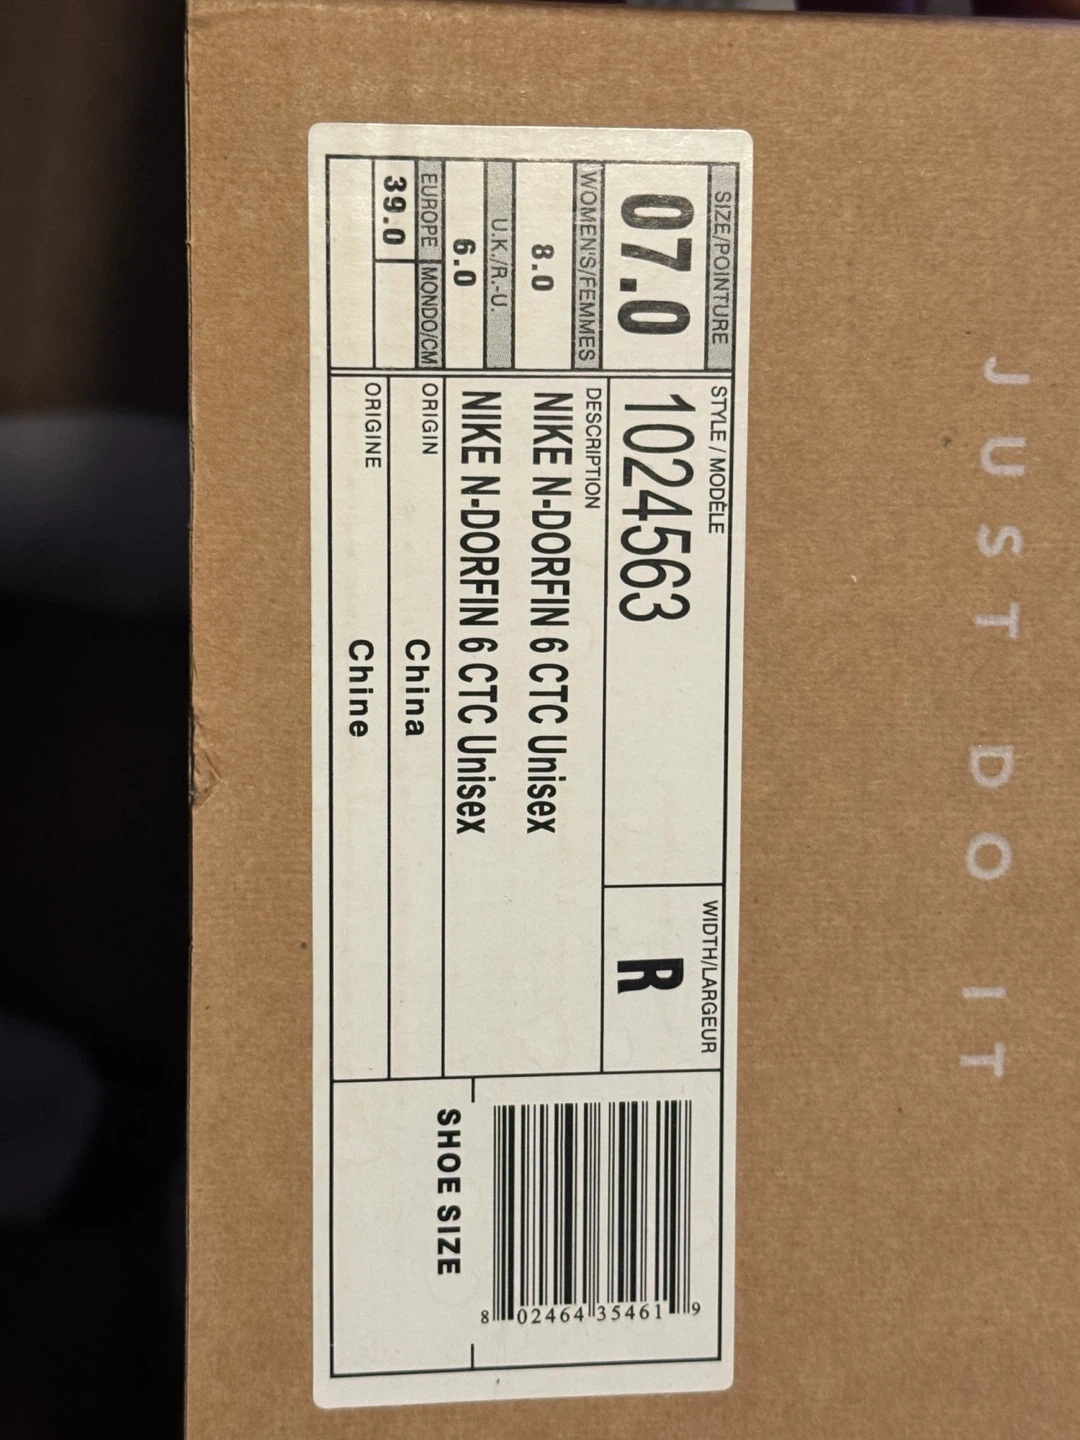 JUST DO IT
SIZE/POINTURE
07.0
WOMEN'S/FEMMES
8.0
U.K./R.-U.
6.0
EUROPE MONDO/CM
39.0
STYLE / MODÈLE
1024563
WIDTH/LARGEUR
R
DESCRIPTION
NIKE N-DORFIN 6 CTC Unisex
NIKE N-DORFIN 6 CTC Unisex
ORIGIN China
ORIGINE Chine
8 02464 35461 9
SHOE SIZE